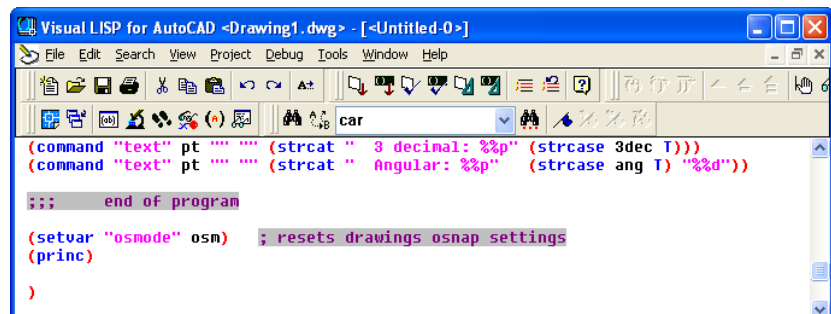 Visual LISP for AutoCAD <Drawing1.dwg> - [<Untitled-0>]
File Edit Search View Project Debug Tools Window Help
car
(command "text" pt "" "" (strcat "  3 decimal: %%p" (strcase 3dec T)))
(command "text" pt "" "" (strcat "  Angular: %%p"   (strcase ang T) "%%d"))
;;;     end of program
(setvar "osmode" osm)   ; resets drawings osnap settings
(princ)
)